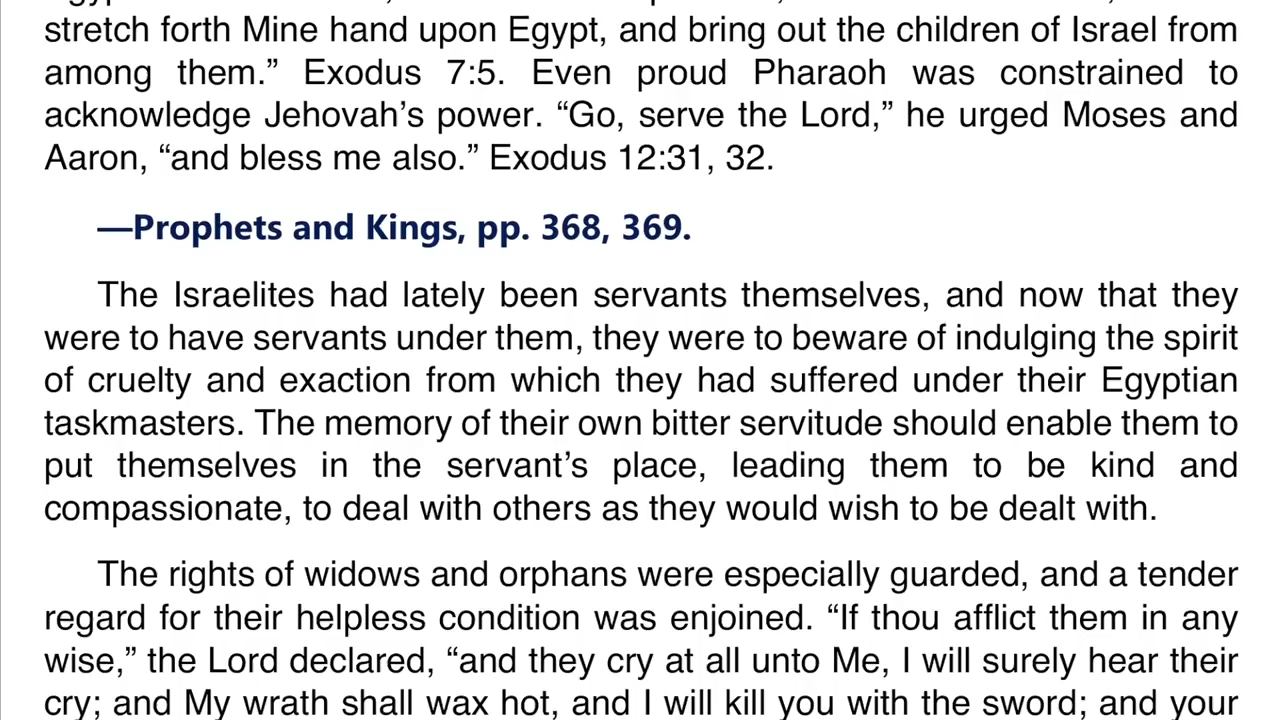 stretch forth Mine hand upon Egypt, and bring out the children of Israel from
among them.” Exodus 7:5. Even proud Pharaoh was constrained to
acknowledge Jehovah’s power. “Go, serve the Lord,” he urged Moses and
Aaron, “and bless me also.” Exodus 12:31, 32.
—Prophets and Kings, pp. 368, 369.
The Israelites had lately been servants themselves, and now that they
were to have servants under them, they were to beware of indulging the spirit
of cruelty and exaction from which they had suffered under their Egyptian
taskmasters. The memory of their own bitter servitude should enable them to
put themselves in the servant’s place, leading them to be kind and
compassionate, to deal with others as they would wish to be dealt with.
The rights of widows and orphans were especially guarded, and a tender
regard for their helpless condition was enjoined. “If thou afflict them in any
wise,” the Lord declared, “and they cry at all unto Me, I will surely hear their
cry; and My wrath shall wax hot, and I will kill you with the sword; and your